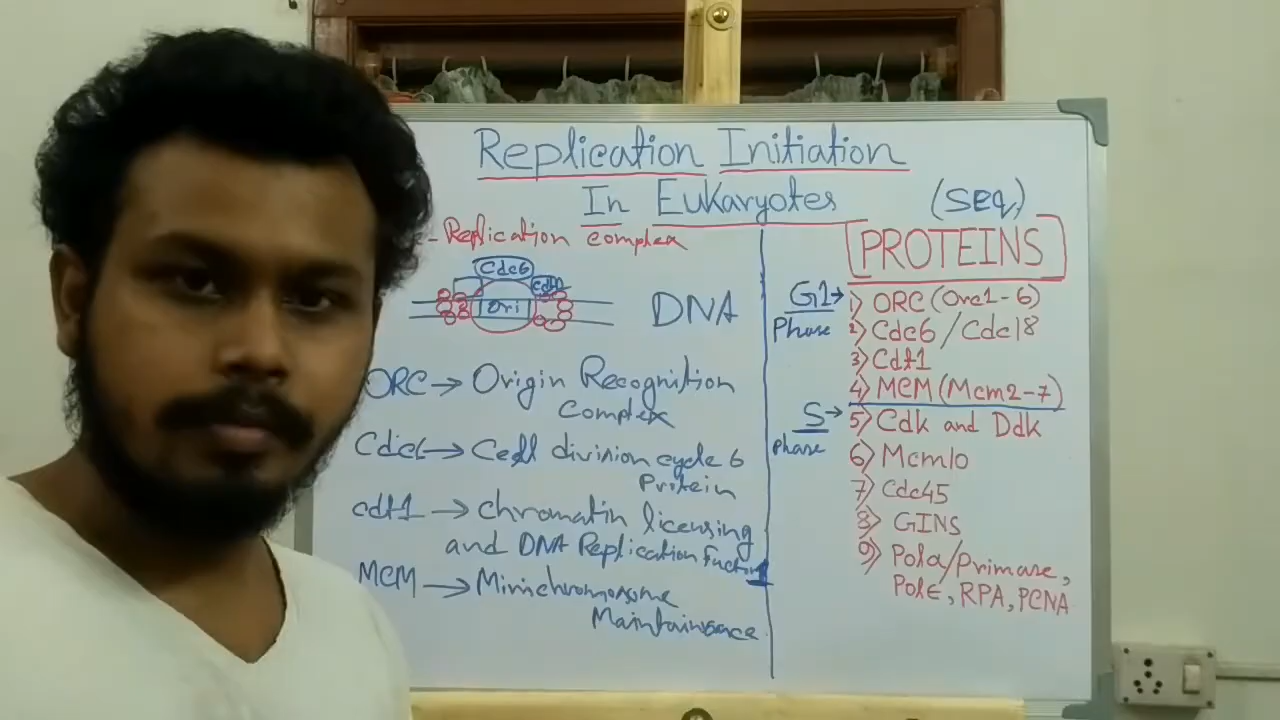 Replication Initiation
In Eukaryotes
(seq)
-Replication complex
Cdc6
cdt1
Ori
DNA
ORC → Origin Recognition
Complex
Cdc6 → Cell division cycle 6
Protein
cdt1 → chromatin licensing
and DNA Replication Factor 1
MCM → Minichromosome
Maintainance
PROTEINS
G1 →
Phase
1) ORC (Orc1-6)
2) Cdc6/Cdc18
3) Cdt1
4) MCM (Mcm2-7)
S →
phase
5) Cdk and Ddk
6) Mcm10
7) Cdc45
8) GINS
9) Polα/Primase,
Polε, RPA, PCNA